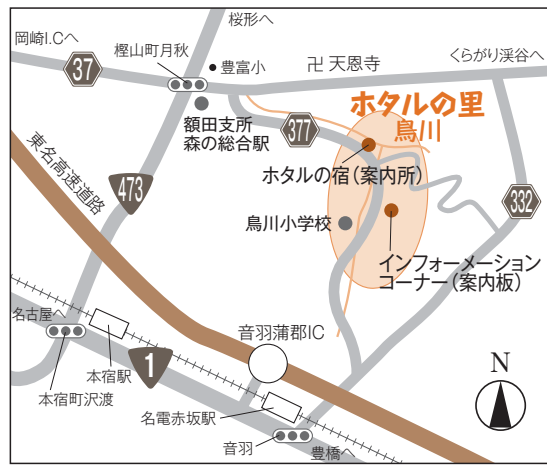 桜形へ
岡崎I.Cへ
37
樫山町月秋
豊富小
卍 天恩寺
くらがり渓谷へ
ホタルの里
鳥川
額田支所
森の総合駅
377
東名高速道路
473
ホタルの宿(案内所)
332
鳥川小学校
インフォーメーション
コーナー(案内板)
名古屋へ
音羽蒲郡IC
1
本宿駅
本宿町沢渡
名電赤坂駅
音羽
豊橋へ
N